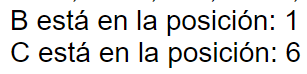 B está en la posición: 1
C está en la posición: 6